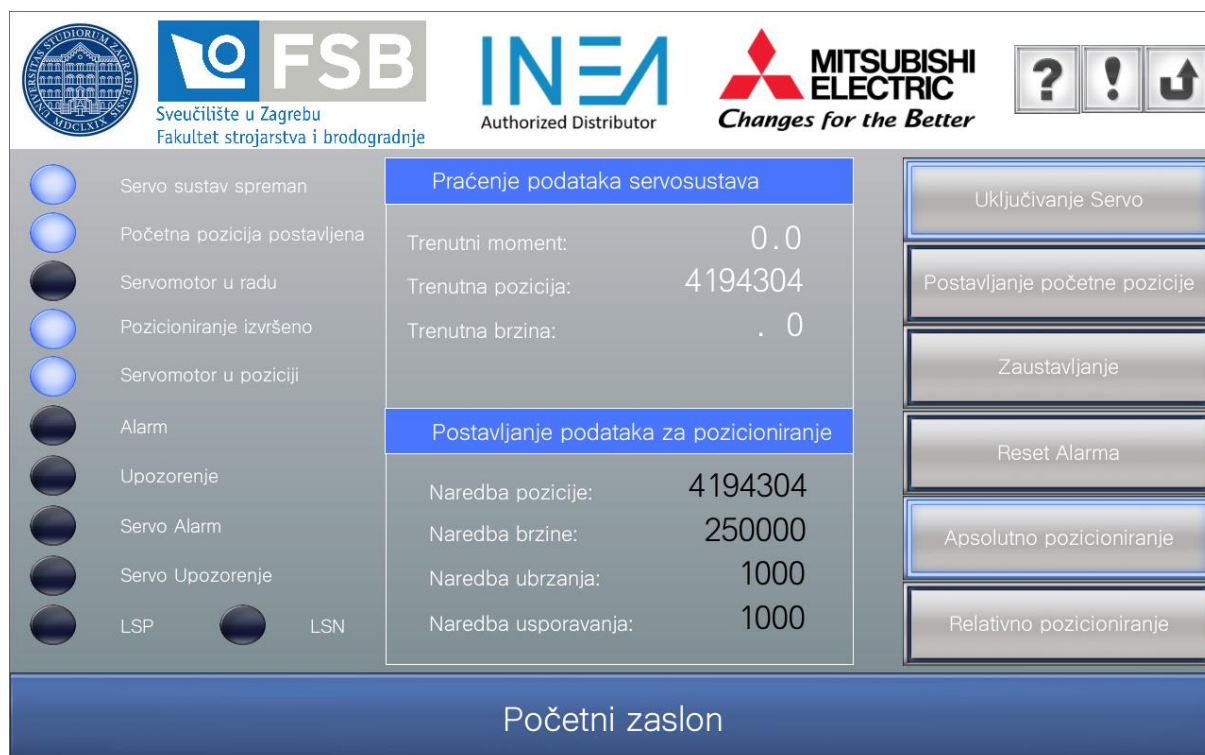 STUDIORUM
ZAGRABIENSIS
UNIVERSITAS
MDCLXIX
FSB
Sveučilište u Zagrebu
Fakultet strojarstva i brodogradnje
INEA
Authorized Distributor
MITSUBISHI
ELECTRIC
Changes for the Better
?
!
Servo sustav spreman
Početna pozicija postavljena
Servomotor u radu
Pozicioniranje izvršeno
Servomotor u poziciji
Alarm
Upozorenje
Servo Alarm
Servo Upozorenje
LSP LSN
Praćenje podataka servosustava
Trenutni moment: 0.0
Trenutna pozicija: 4194304
Trenutna brzina: . 0
Postavljanje podataka za pozicioniranje
Naredba pozicije: 4194304
Naredba brzine: 250000
Naredba ubrzanja: 1000
Naredba usporavanja: 1000
Uključivanje Servo
Postavljanje početne pozicije
Zaustavljanje
Reset Alarma
Apsolutno pozicioniranje
Relativno pozicioniranje
Početni zaslon